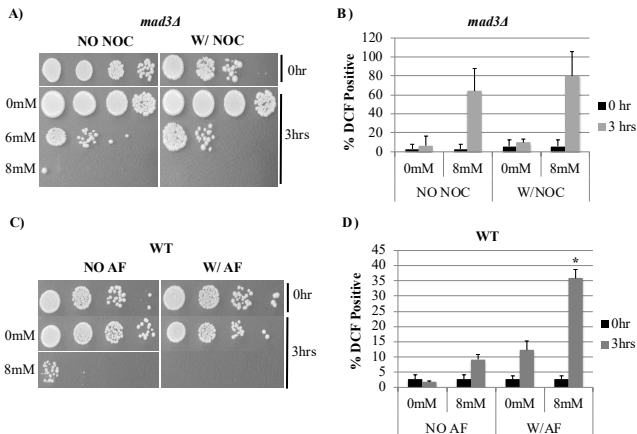 A)
mad3Δ
NO NOC
W/ NOC
0hr
0mM
6mM
8mM
3hrs
B)
mad3Δ
% DCF Positive
120
100
80
60
40
20
0
0mM
8mM
0mM
8mM
NO NOC
W/NOC
0 hr
3 hrs
C)
WT
NO AF
W/ AF
0hr
0mM
8mM
3hrs
D)
WT
% DCF Positive
45
40
35
30
25
20
15
10
5
0
*
0mM
8mM
0mM
8mM
NO AF
W/AF
0hr
3hrs